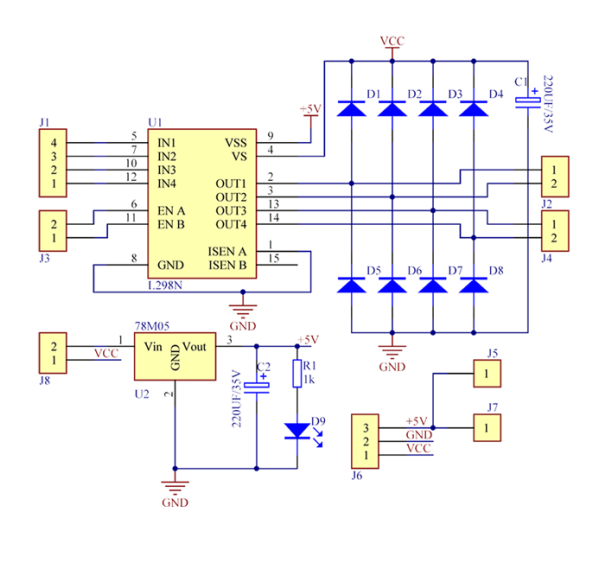 VCC
C1
220UF/35V
D1 D2 D3 D4
+5V
J1
U1
4 5 IN1 VSS 9
3 7 IN2 VS 4
2 10 IN3
1 12 IN4
OUT1 2
OUT2 3
OUT3 13
OUT4 14
1
2
J2
2 6 EN A
1 11 EN B
J3
1
2
J4
ISEN A 1
8 GND ISEN B 15
L298N
GND
D5 D6 D7 D8
GND
78M05
2 1 Vin GND Vout 3 +5V
1 VCC
J8
U2
2
C2
220UF/35V
R1
1k
D9
GND
J5
1
J7
1
3 +5V
2 GND
1 VCC
J6